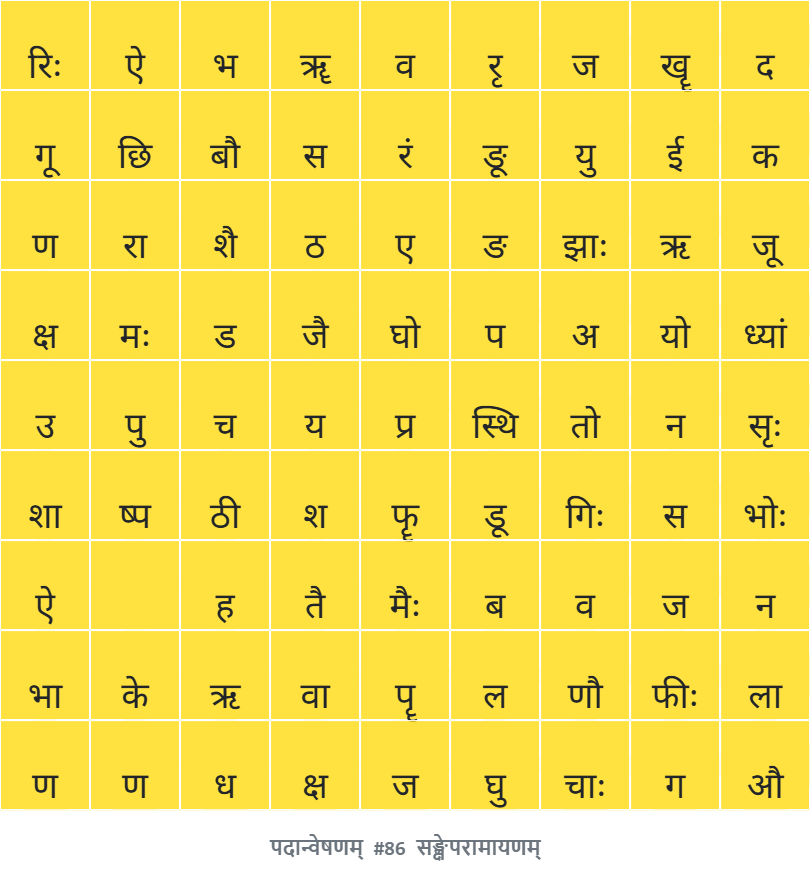 रिः ऐ भ ॠ व रृ ज खॄ द
गू छि बौ स रं ङू यु ई क
ण रा शै ठ ए ङ झाः ऋ जू
क्ष मः ड जै घो प अ यो ध्यां
उ पु च य प्र स्थि तो न सृः
शा ष्प ठी श फॄ डू गिः स भोः
ऐ ह तै मैः ब व ज न
भा के ऋ वा पॄ ल णौ फीः ला
ण ण ध क्ष ज घु चाः ग औ
पदान्वेषणम् #86 सङ्क्षेपरामायणम्